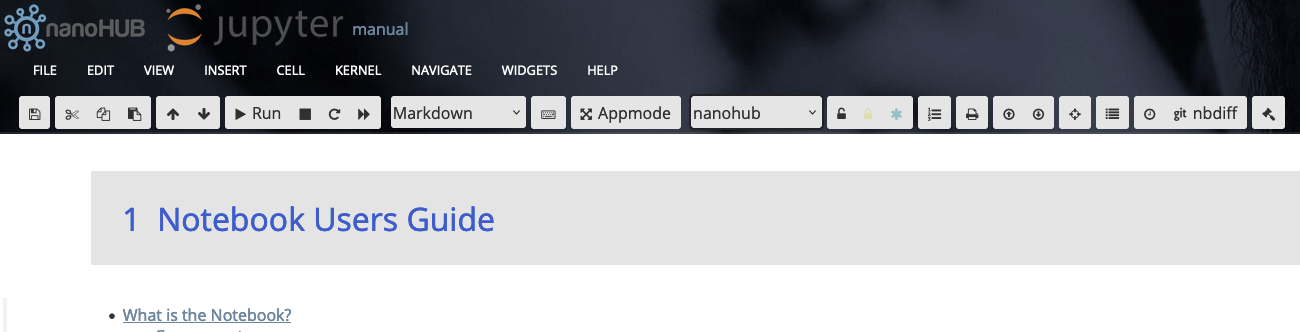 nanoHUB jupyter manual
FILE EDIT VIEW INSERT CELL KERNEL NAVIGATE WIDGETS HELP
Run Markdown Appmode nanohub git nbdiff
1 Notebook Users Guide
What is the Notebook?